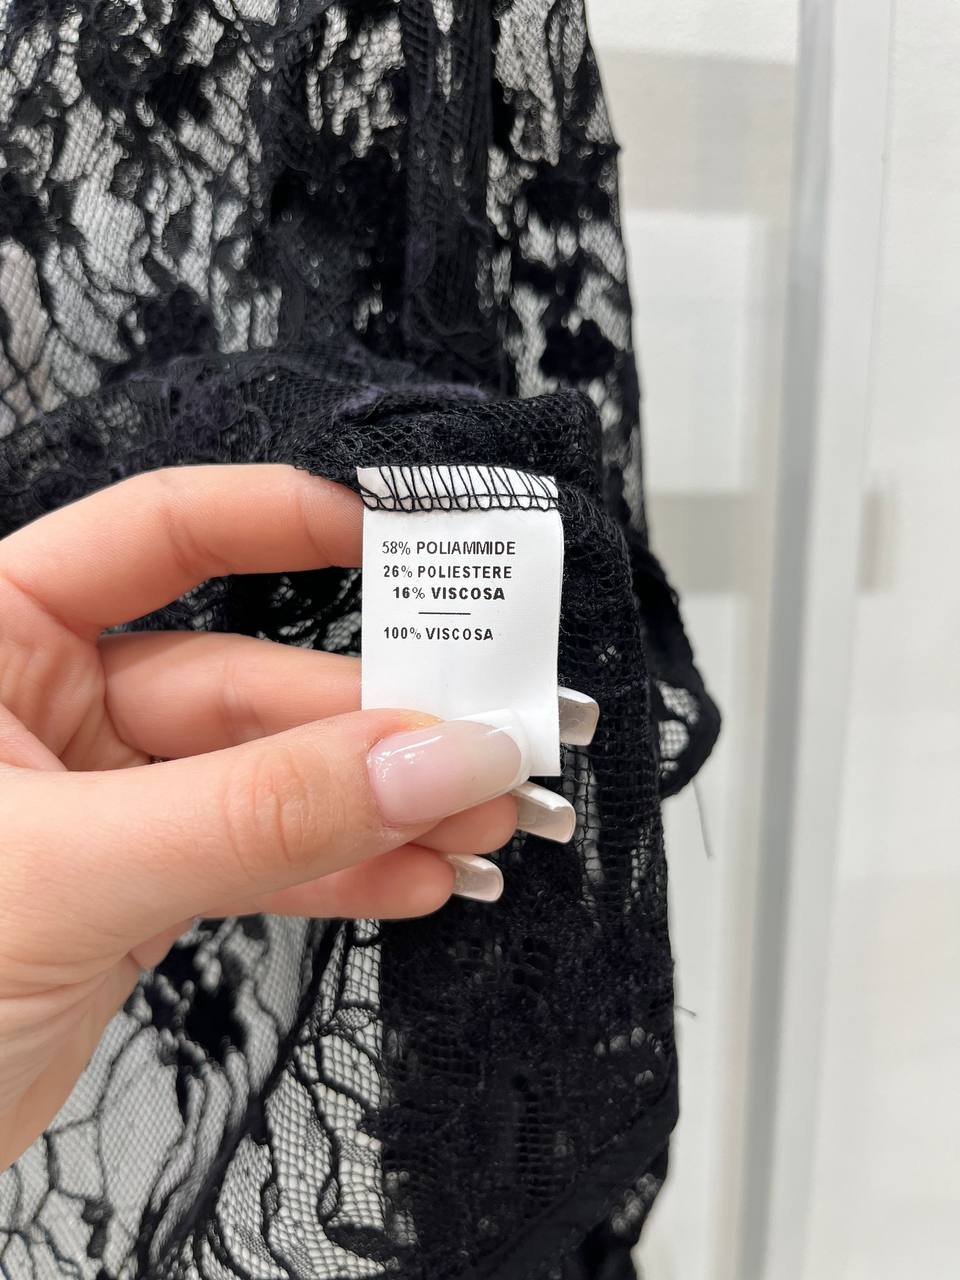 58% POLIAMMIDE
26% POLIESTERE
16% VISCOSA
100% VISCOSA